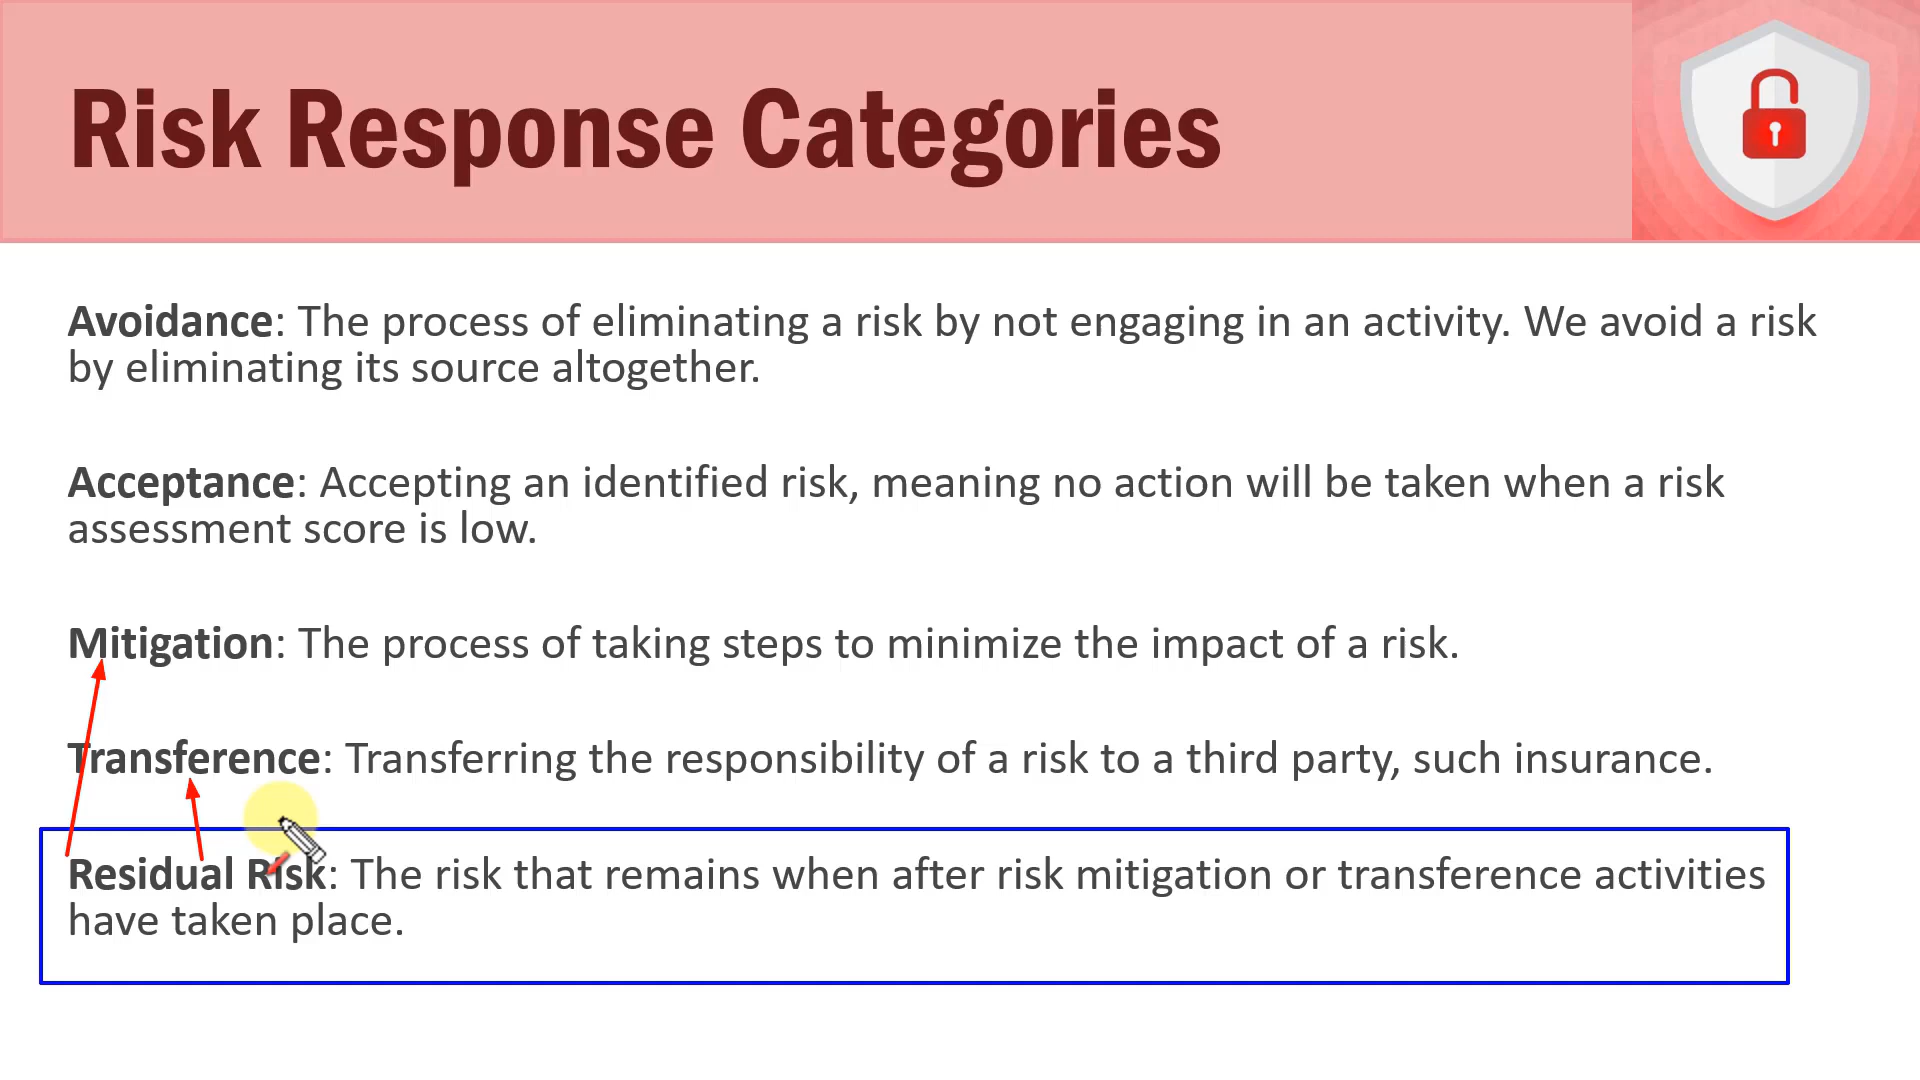 Risk Response Categories
Avoidance: The process of eliminating a risk by not engaging in an activity. We avoid a risk
by eliminating its source altogether.
Acceptance: Accepting an identified risk, meaning no action will be taken when a risk
assessment score is low.
Mitigation: The process of taking steps to minimize the impact of a risk.
Transference: Transferring the responsibility of a risk to a third party, such insurance.
Residual Risk: The risk that remains when after risk mitigation or transference activities
have taken place.